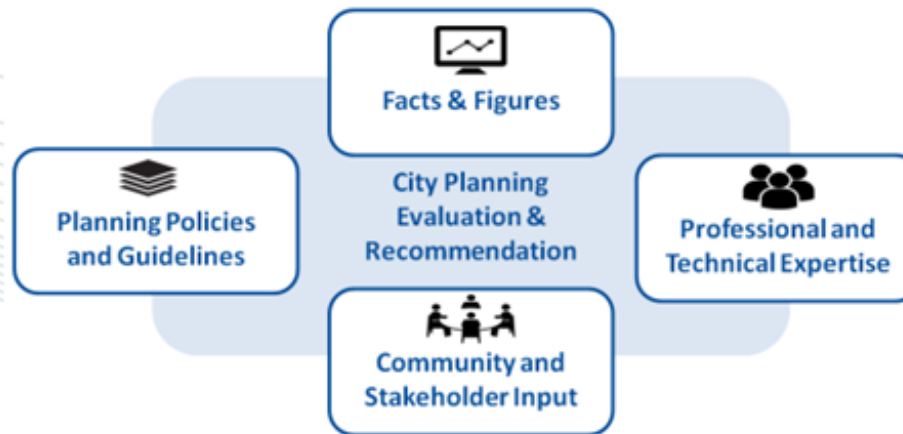 Facts & Figures
Planning Policies
and Guidelines
City Planning
Evaluation &
Recommendation
Professional and
Technical Expertise
Community and
Stakeholder Input